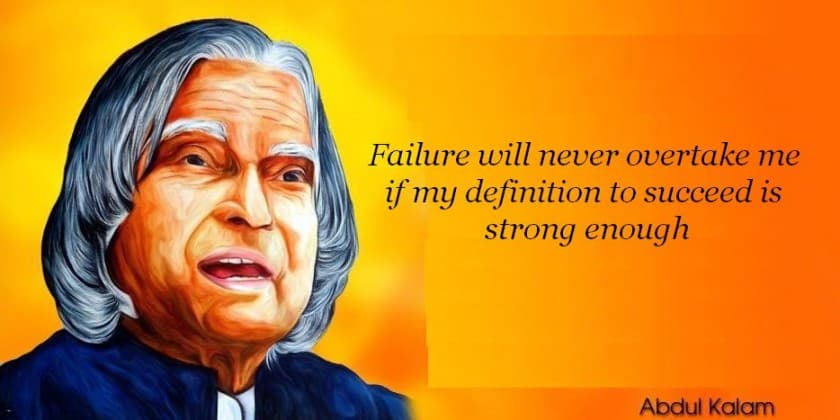 Failure will never overtake me
if my definition to succeed is
strong enough
Abdul Kalam